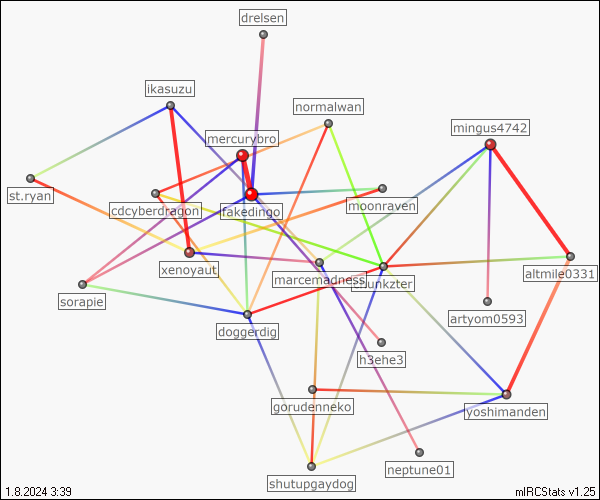 drelsen
ikasuzu
normalwan
mercurybro
mingus4742
st.ryan
cdcyberdragon
fakedingo
moonraven
xenoyaut
marcemadness
altmile0331
sorapie
artyom0593
doggerdig
h3ehe3
gorudenneko
yoshimanden
shutupgaydog
neptune01
1.8.2024 3:39
mIRCStats v1.25